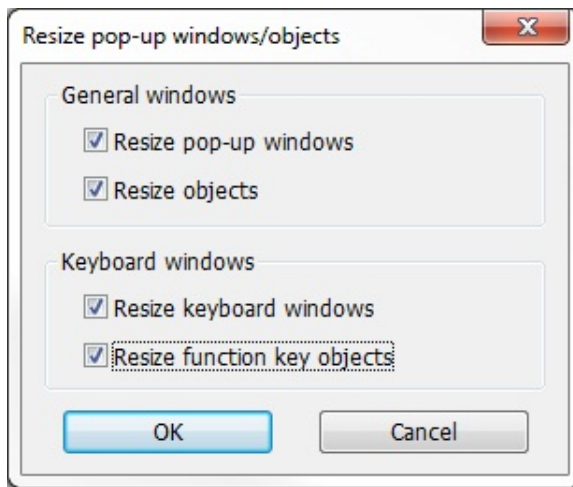 Resize pop-up windows/objects
General windows
Resize pop-up windows
Resize objects
Keyboard windows
Resize keyboard windows
Resize function key objects
OK Cancel